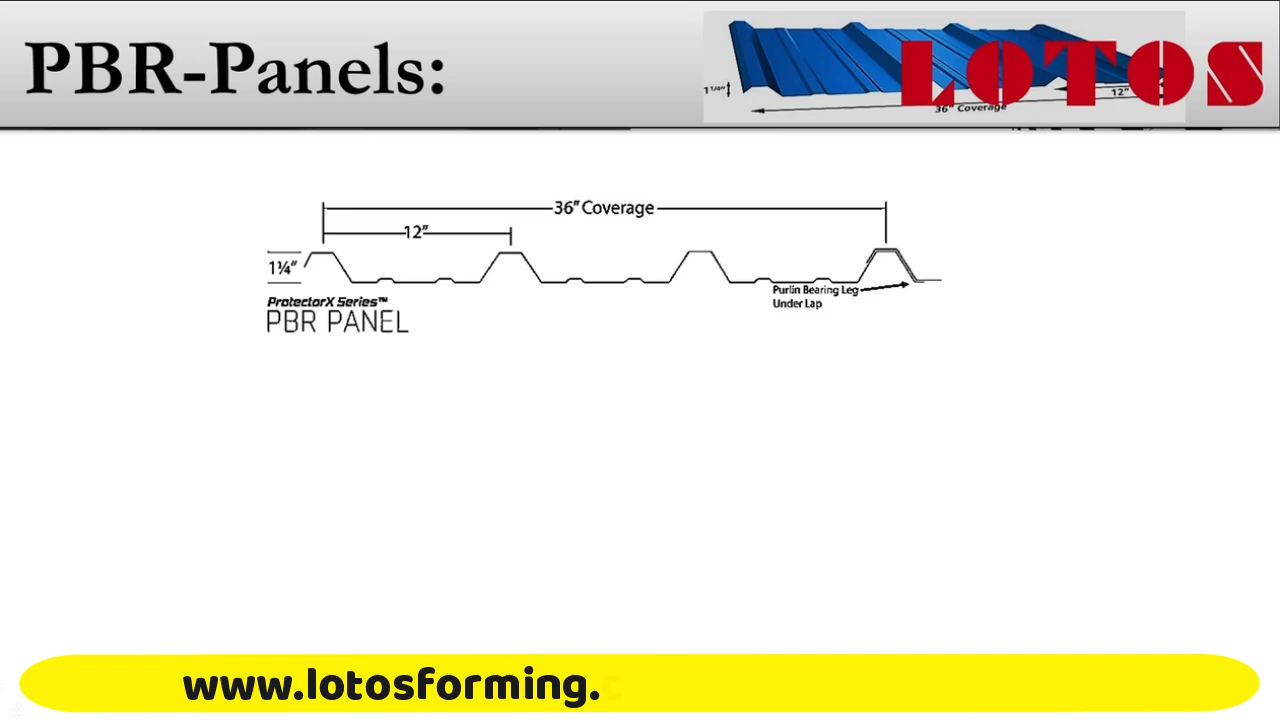 PBR-Panels:
LOTOS
1 1/4"
12"
36" Coverage
36" Coverage
12"
1¼"
Purlin Bearing Leg
Under Lap
ProtectorX Series™
PBR PANEL
www.lotosforming.